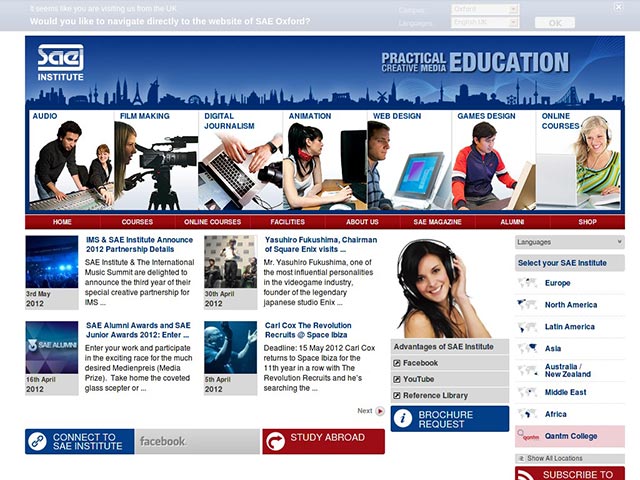 It seems like you are visiting us from the UK.
Would you like to navigate directly to the website of SAE Oxford?
Campus: Oxford
Languages: English UK
OK
sae
INSTITUTE
PRACTICAL
CREATIVE MEDIA EDUCATION
AUDIO
FILM MAKING
DIGITAL
JOURNALISM
ANIMATION
WEB DESIGN
GAMES DESIGN
ONLINE
COURSES
HOME COURSES ONLINE COURSES FACILITIES ABOUT US SAE MAGAZINE ALUMNI SHOP
IMS & SAE Institute Announce
2012 Partnership Details
SAE Institute & The International
Music Summit are delighted to
announce the third year of their
special creative partnership for
IMS ...
3rd May
2012
Yasuhiro Fukushima, Chairman
of Square Enix visits ...
Mr. Yasuhiro Fukushima, one of
the most influential personalities
in the videogame industry,
founder of the legendary
japanese studio Enix ...
30th April
2012
SAE Alumni Awards and SAE
Junior Awards 2012: Enter ...
Enter your work and participate
in the exciting race for the much
desired Medienpreis (Media
Prize). Take home the coveted
glass scepter or ...
SAE ALUMNI
16th April
2012
Carl Cox The Revolution
Recruits @ Space Ibiza
Deadline: 15 May 2012 Carl Cox
returns to Space Ibiza for the
11th year in a row with The
Revolution Recruits and he's
searching the ...
5th April
2012
Next
CONNECT TO
SAE INSTITUTE
facebook
STUDY ABROAD
Advantages of SAE Institute
Facebook
YouTube
Reference Library
BROCHURE
REQUEST
Languages
Select your SAE Institute
Europe
North America
Latin America
Asia
Australia /
New Zealand
Middle East
Africa
qantm
Qantm College
Show All Locations
SUBSCRIBE TO